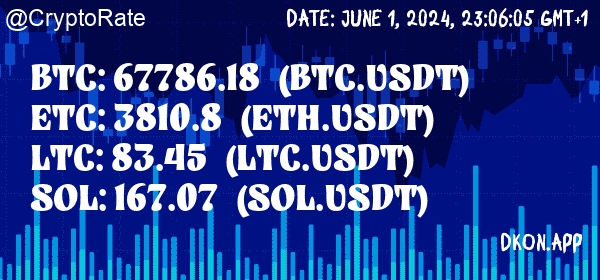 @CryptoRate
DATE: JUNE 1, 2024, 23:06:05 GMT+1
BTC: 67786.18 (BTC.USDT)
ETC: 3810.8 (ETH.USDT)
LTC: 83.45 (LTC.USDT)
SOL: 167.07 (SOL.USDT)
DKON.APP